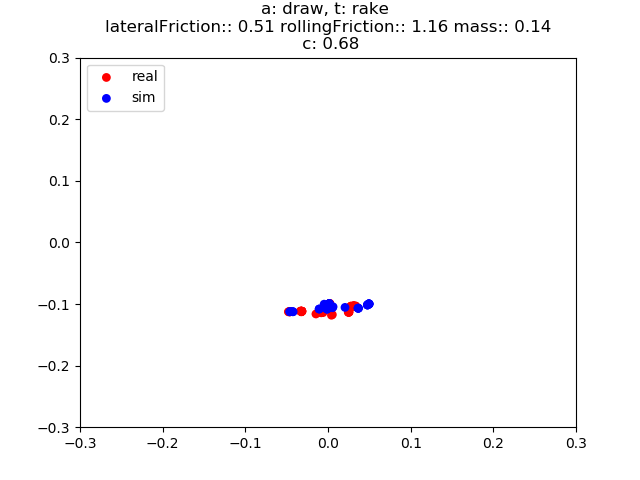 a: draw, t: rake
lateralFriction:: 0.51 rollingFriction:: 1.16 mass:: 0.14
c: 0.68
real
sim
0.3
0.2
0.1
0.0
−0.1
−0.2
−0.3
−0.3 −0.2 −0.1 0.0 0.1 0.2 0.3